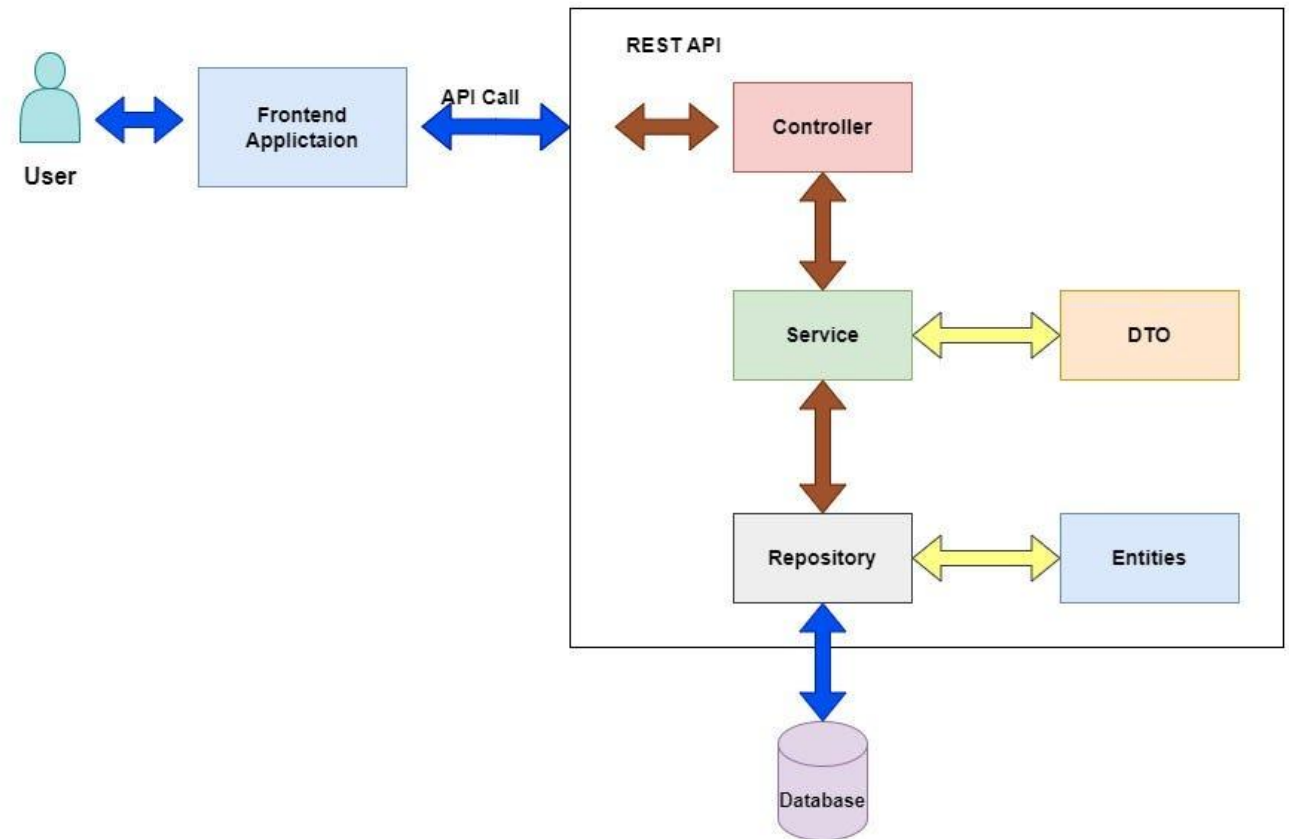 REST API
API Call
Frontend
Applictaion
Controller
User
Service
DTO
Repository
Entities
Database